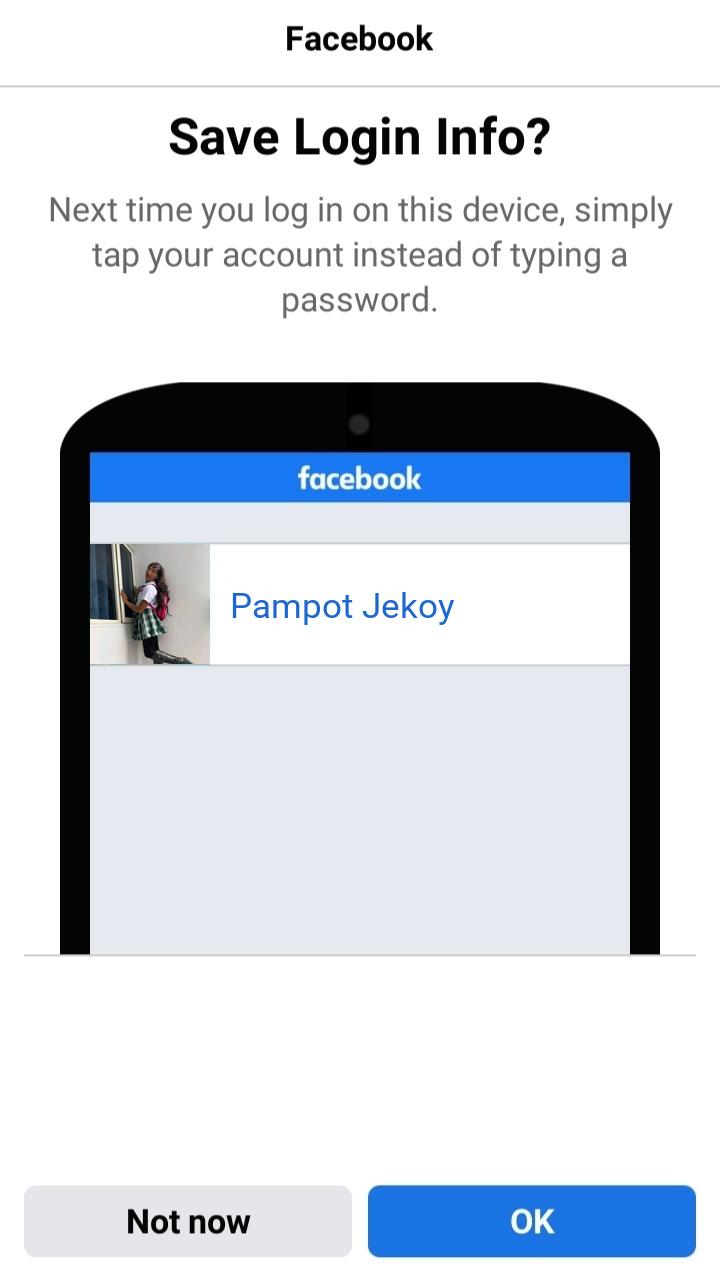 Facebook
Save Login Info?
Next time you log in on this device, simply
tap your account instead of typing a
password.
facebook
Pampot Jekoy
Not now
OK